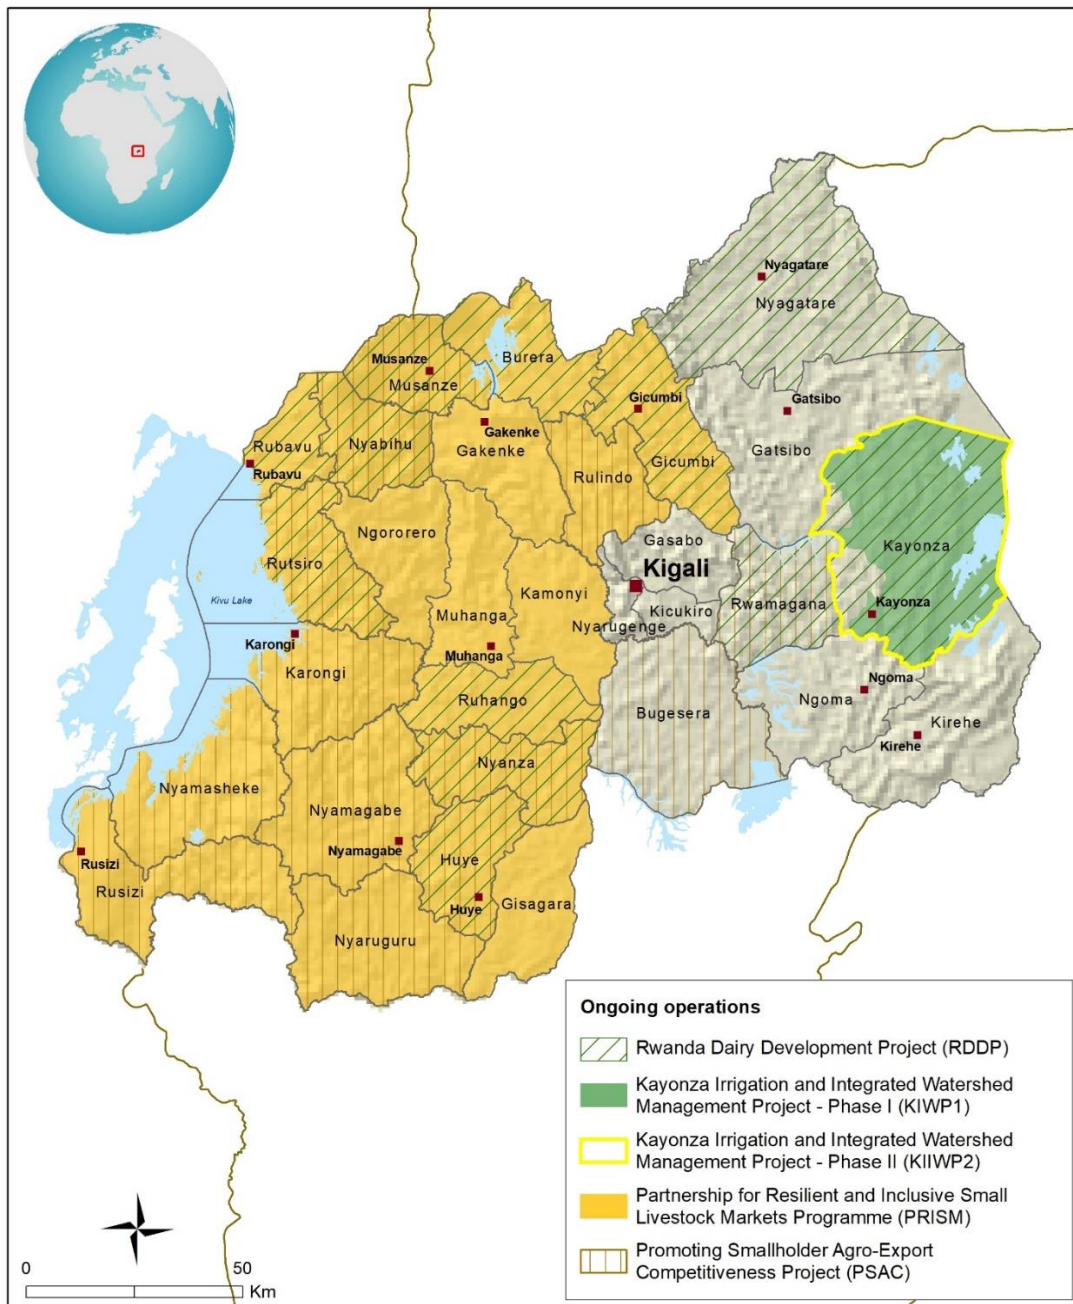 Nyagatare
Nyagatare
Musanze
Musanze
Burera
Gicumbi
Gicumbi
Gatsibo
Gatsibo
Gakenke
Gakenke
Rubavu
Rubavu
Nyabihu
Rulindo
Ngororero
Rutsiro
Gasabo
Kigali
Kicukiro
Nyarugenge
Rwamagana
Kayonza
Kayonza
Kivu Lake
Kamonyi
Muhanga
Muhanga
Karongi
Karongi
Ruhango
Bugesera
Ngoma
Ngoma
Kirehe
Kirehe
Nyanza
Nyamasheke
Nyamagabe
Nyamagabe
Huye
Huye
Rusizi
Rusizi
Gisagara
Nyaruguru
Ongoing operations
Rwanda Dairy Development Project (RDDP)
Kayonza Irrigation and Integrated Watershed
Management Project - Phase I (KIWP1)
Kayonza Irrigation and Integrated Watershed
Management Project - Phase II (KIIWP2)
Partnership for Resilient and Inclusive Small
Livestock Markets Programme (PRISM)
Promoting Smallholder Agro-Export
Competitiveness Project (PSAC)
0 50
Km